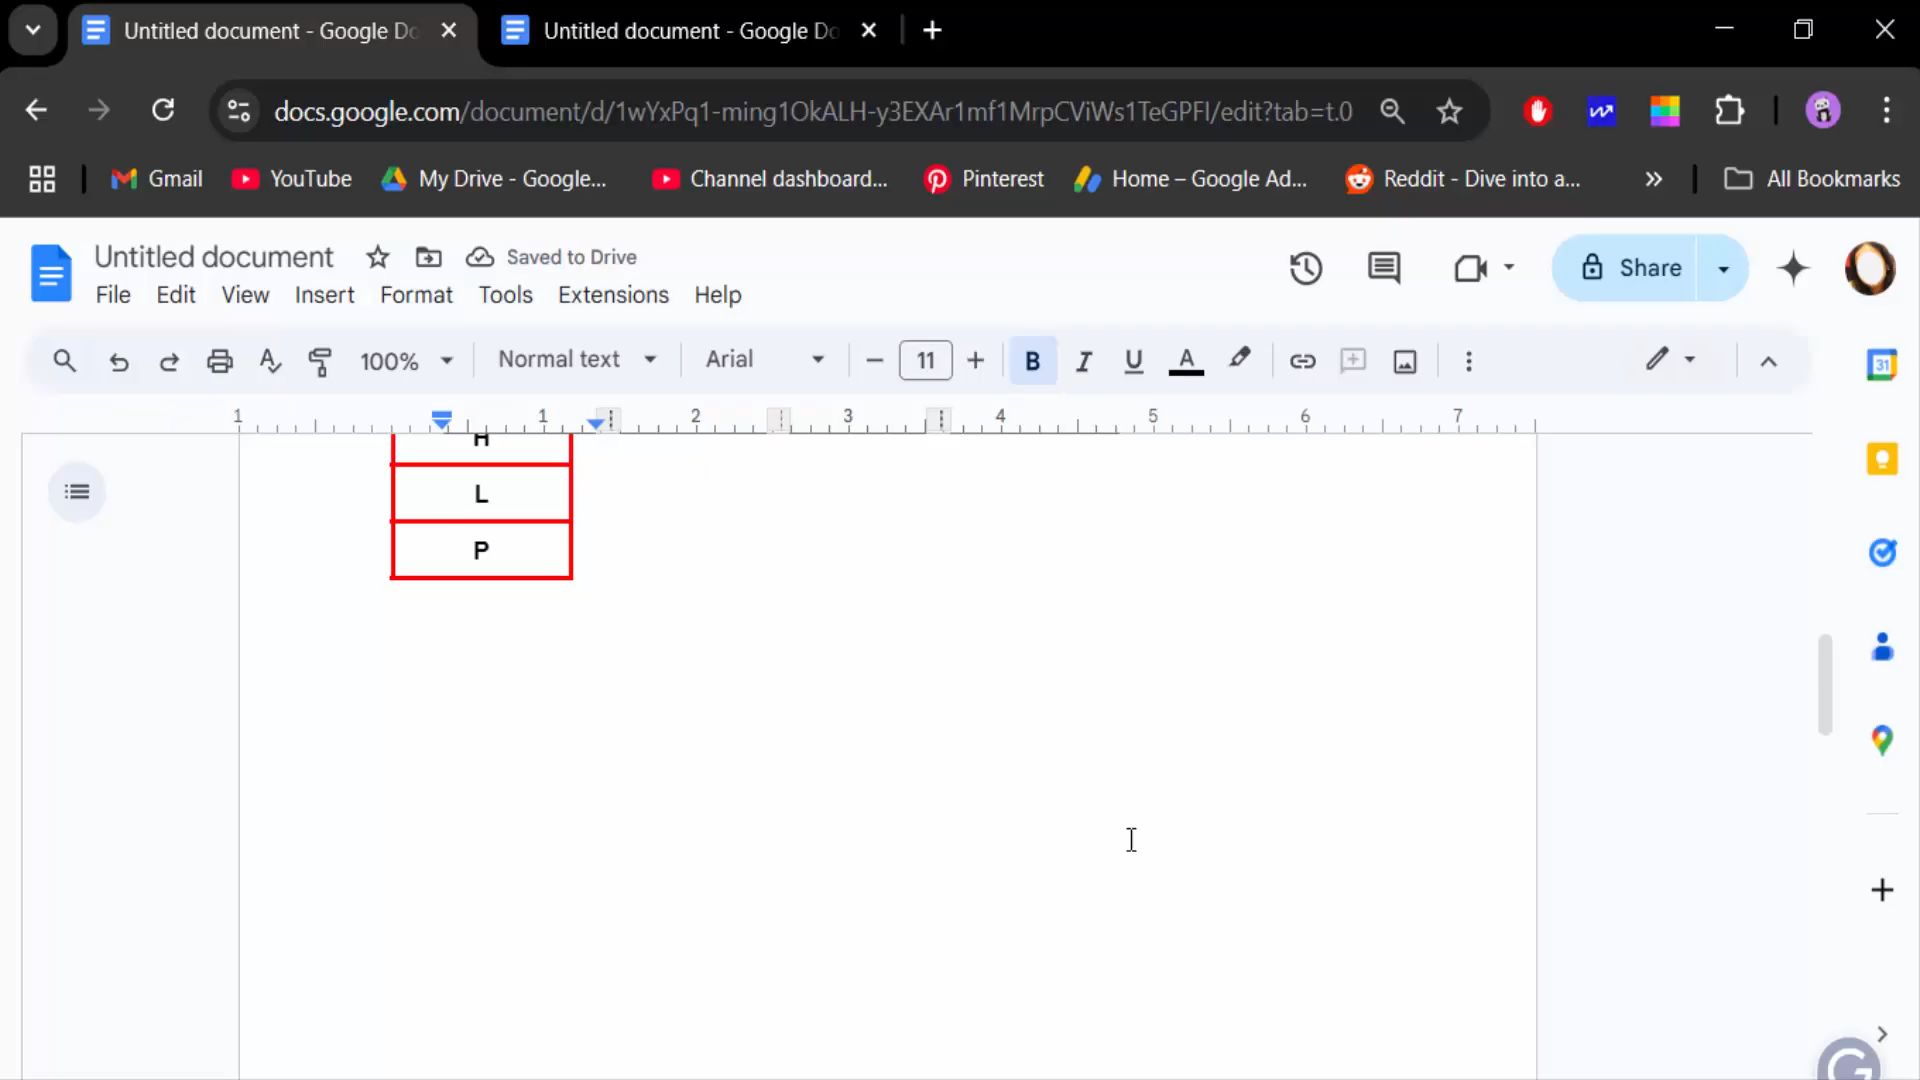 Untitled document - Google Do
Untitled document - Google Do
docs.google.com/document/d/1wYxPq1-ming1OkALH-y3EXAr1mf1MrpCViWs1TeGPFI/edit?tab=t.0
Gmail YouTube My Drive - Google... Channel dashboard... Pinterest Home – Google Ad... Reddit - Dive into a... » All Bookmarks
Untitled document Saved to Drive
File Edit View Insert Format Tools Extensions Help
Share
100% Normal text Arial 11 B I U A
31
1 1 2 3 4 5 6 7
H
L
P